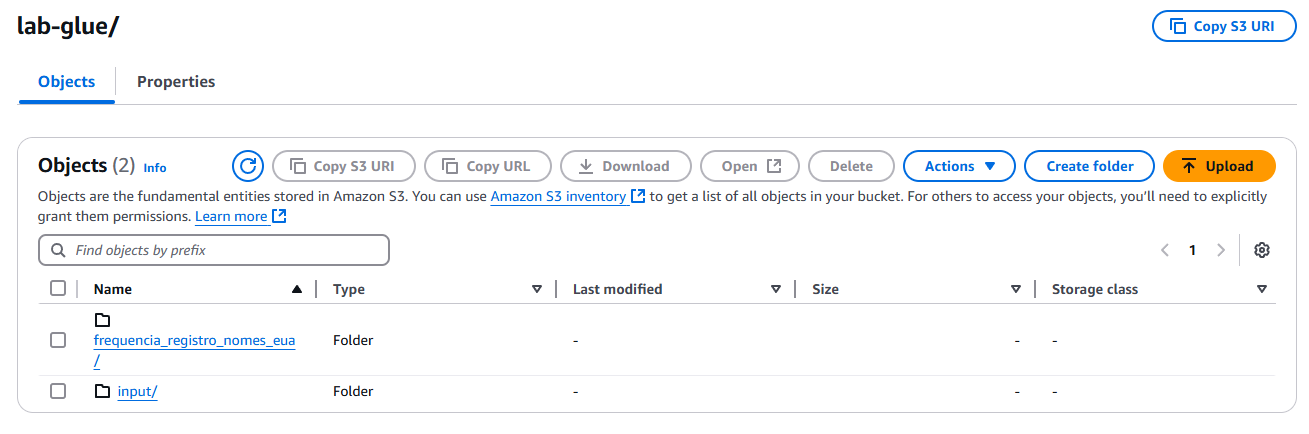 lab-glue/
Copy S3 URI
Objects
Properties
Objects (2) Info
Copy S3 URI
Copy URL
Download
Open
Delete
Actions
Create folder
Upload
Objects are the fundamental entities stored in Amazon S3. You can use Amazon S3 inventory to get a list of all objects in your bucket. For others to access your objects, you'll need to explicitly
grant them permissions. Learn more
Find objects by prefix
1
Name
Type
Last modified
Size
Storage class
frequencia_registro_nomes_eua
/
Folder
-
-
-
input/
Folder
-
-
-